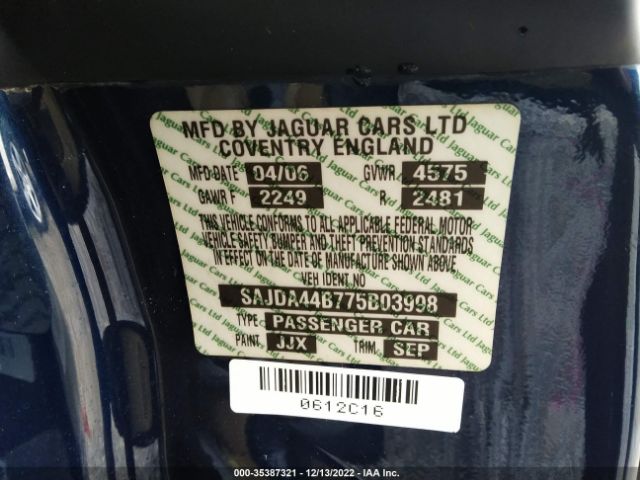 MFD BY JAGUAR CARS LTD
COVENTRY ENGLAND
MFD DATE 04/06 GVWR 4575
GAWR F 2249 R 2481
THIS VEHICLE CONFORMS TO ALL APPLICABLE FEDERAL MOTOR
VEHICLE SAFETY BUMPER AND THEFT PREVENTION STANDARDS
IN EFFECT ON THE DATE OF MANUFACTURE SHOWN ABOVE.
VEH IDENT NO
SAJDA44B775B03998
TYPE PASSENGER CAR
PAINT JJX TRIM SEP
0612C16
000-35387321 - 12/13/2022 - IAA Inc.